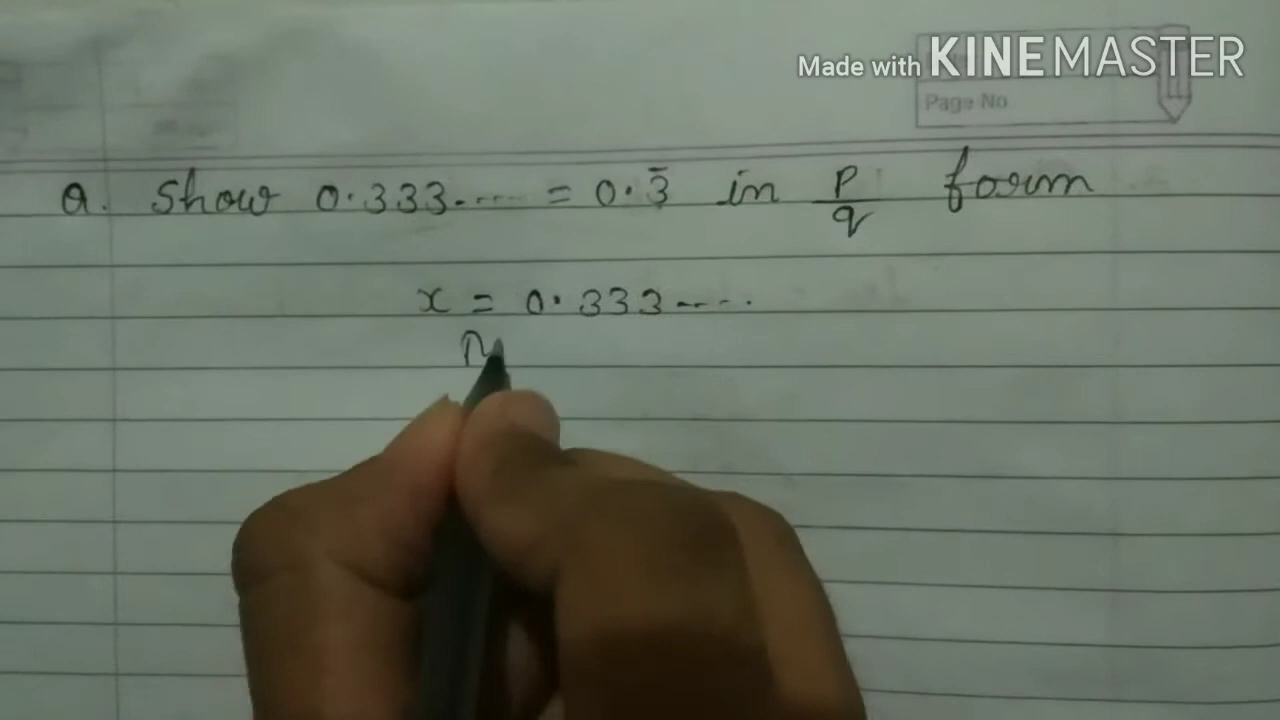 Made with KINEMASTER
Page No
Q. Show 0.333.... = 0.3̄ in p/q form
x = 0.333....